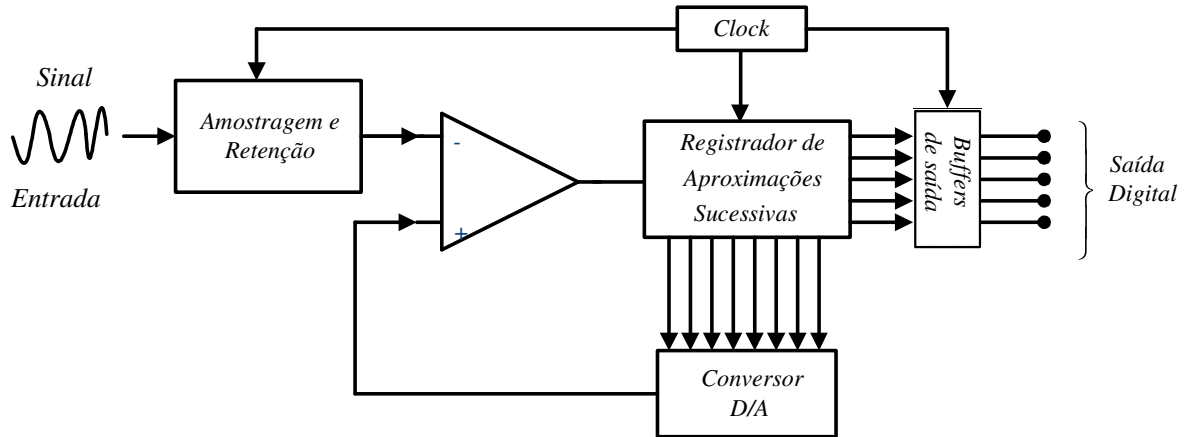 Clock
Sinal
Entrada
Amostragem e
Retenção
-
+
Registrador de
Aproximações
Sucessivas
Buffers
de saída
Saída
Digital
Conversor
D/A